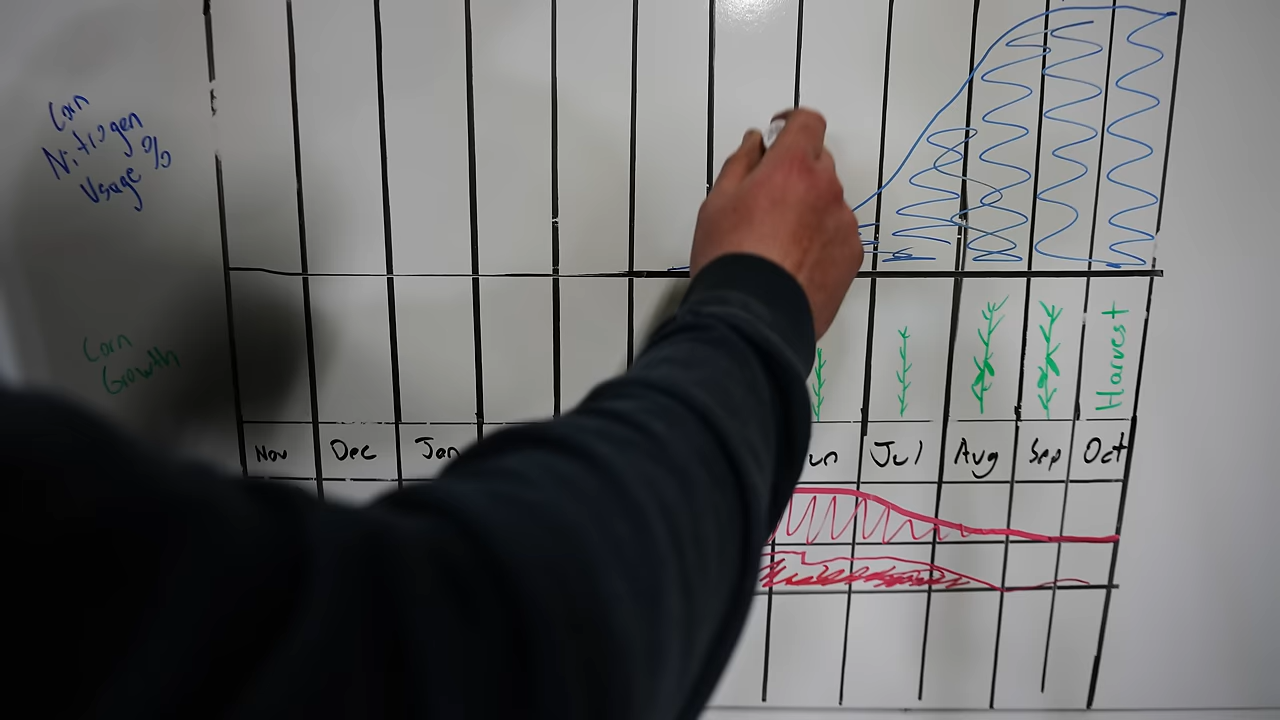 Corn
Nitrogen
Usage %
Corn
Growth
Harvest
Nov Dec Jan Jul Aug Sep Oct